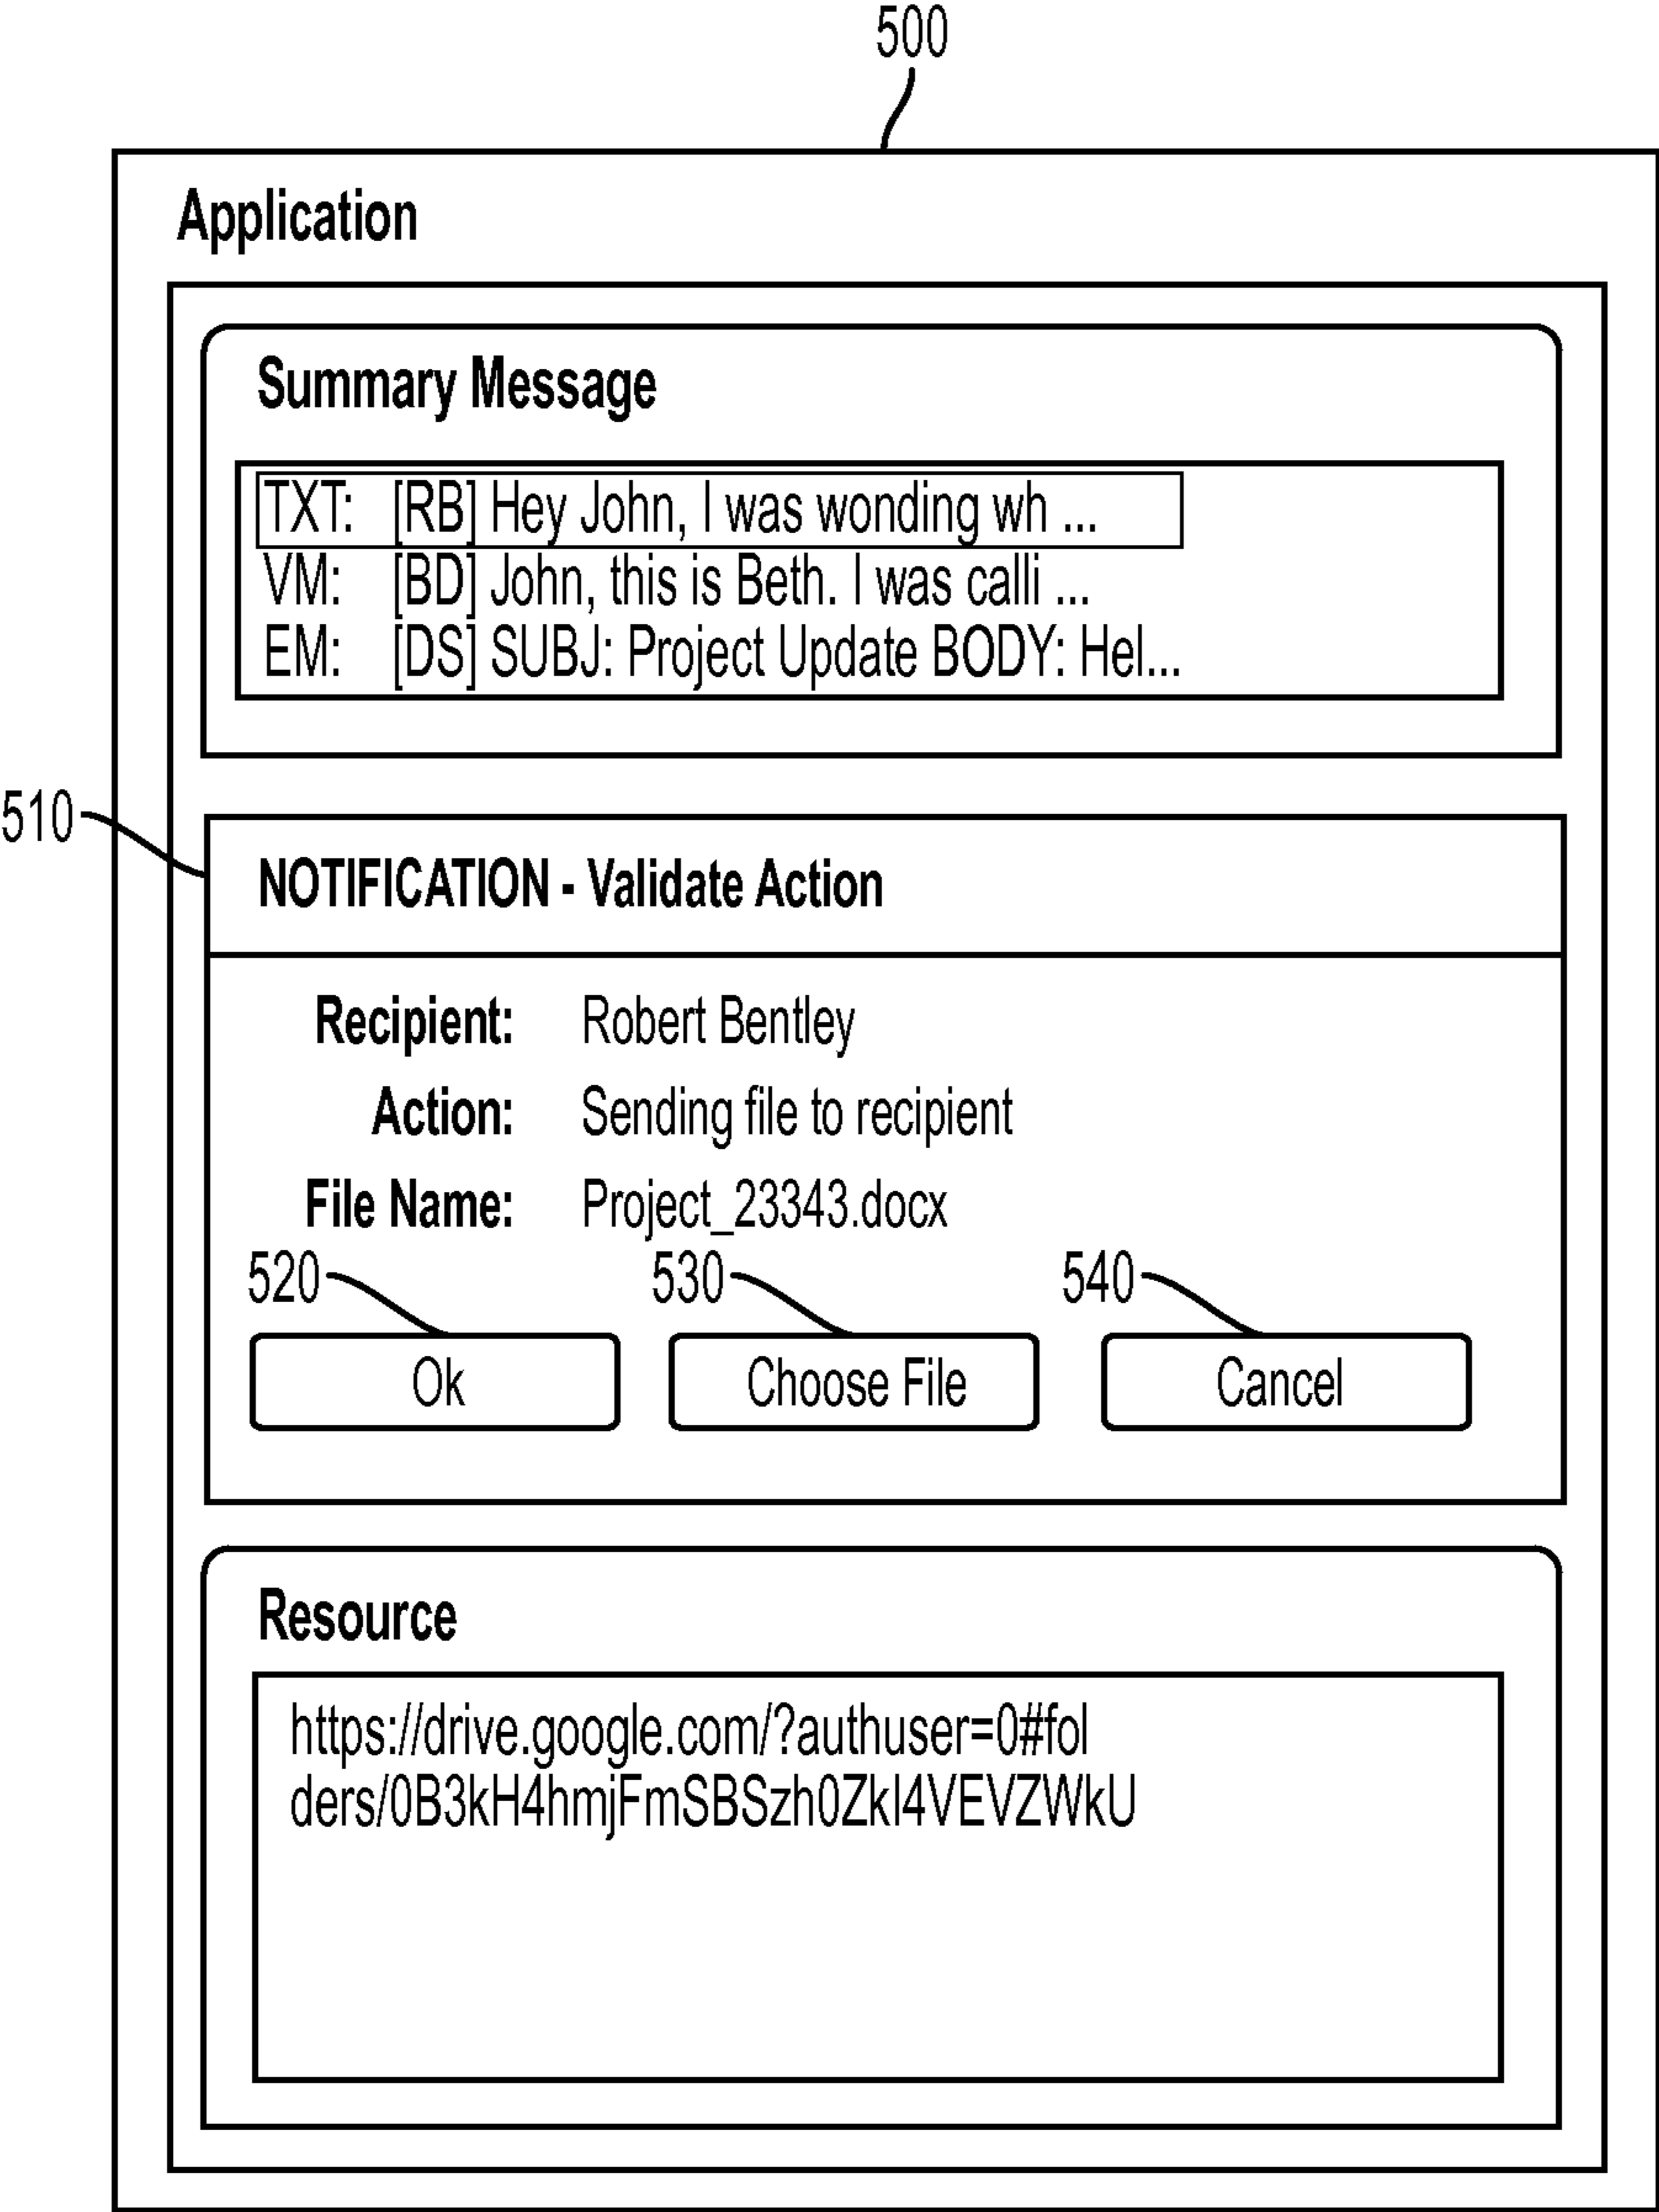 500
Application
Summary Message
TXT: [RB] Hey John, I was wonding wh ...
VM: [BD] John, this is Beth. I was calli ...
EM: [DS] SUBJ: Project Update BODY: Hel...
510
NOTIFICATION - Validate Action
Recipient: Robert Bentley
Action: Sending file to recipient
File Name: Project_23343.docx
520 530 540
Ok Choose File Cancel
Resource
https://drive.google.com/?authuser=0#fol
ders/0B3kH4hmjFmSBSzh0ZkI4VEVZWkU